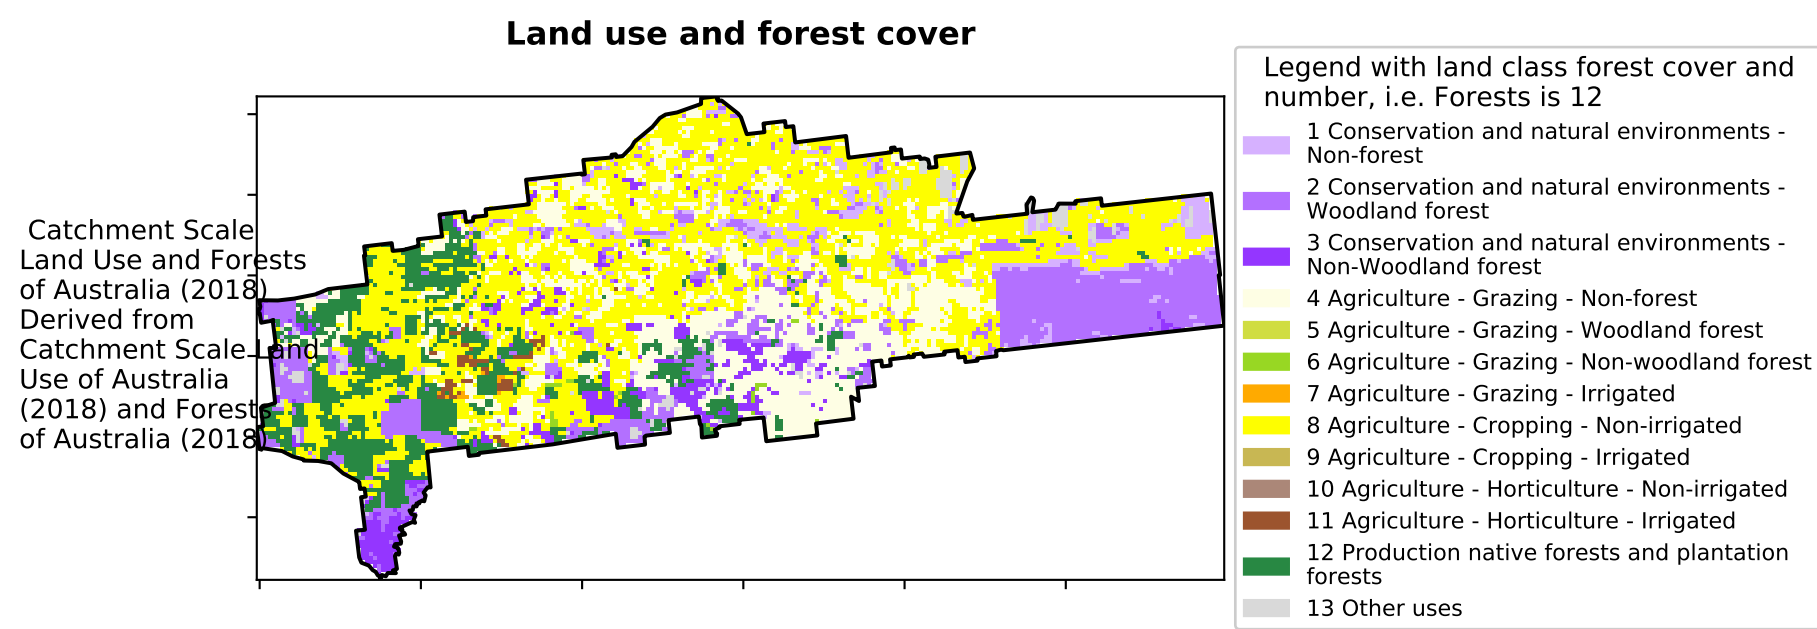 Land use and forest cover
Catchment Scale
Land Use and Forests
of Australia (2018)
Derived from
Catchment Scale Land
Use of Australia
(2018) and Forests
of Australia (2018)
Legend with land class forest cover and
number, i.e. Forests is 12
1 Conservation and natural environments -
Non-forest
2 Conservation and natural environments -
Woodland forest
3 Conservation and natural environments -
Non-Woodland forest
4 Agriculture - Grazing - Non-forest
5 Agriculture - Grazing - Woodland forest
6 Agriculture - Grazing - Non-woodland forest
7 Agriculture - Grazing - Irrigated
8 Agriculture - Cropping - Non-irrigated
9 Agriculture - Cropping - Irrigated
10 Agriculture - Horticulture - Non-irrigated
11 Agriculture - Horticulture - Irrigated
12 Production native forests and plantation
forests
13 Other uses